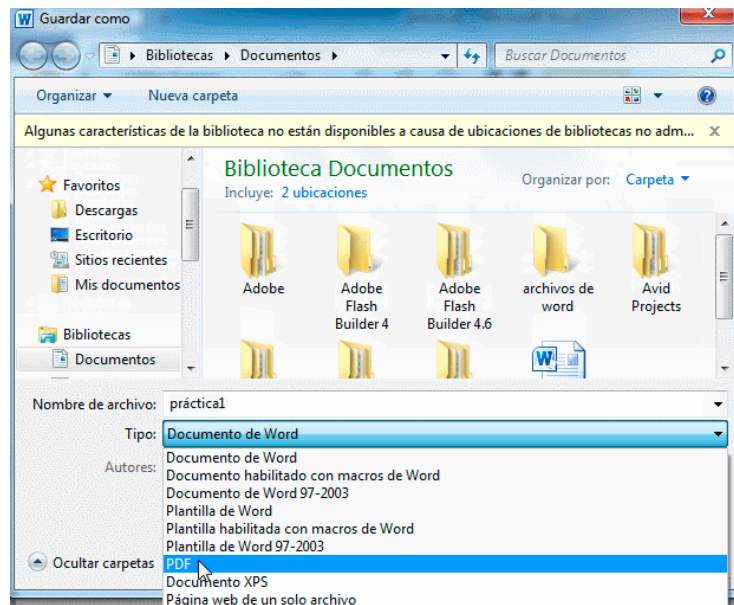 Guardar como
Bibliotecas Documentos
Buscar Documentos
Organizar
Nueva carpeta
Algunas características de la biblioteca no están disponibles a causa de ubicaciones de bibliotecas no adm...
Favoritos
Descargas
Escritorio
Sitios recientes
Mis documentos
Bibliotecas
Documentos
Biblioteca Documentos
Incluye: 2 ubicaciones
Organizar por: Carpeta
Adobe
Adobe
Flash
Builder 4
Adobe
Flash
Builder 4.6
archivos de
word
Avid
Projects
Nombre de archivo: práctica1
Tipo: Documento de Word
Autores:
Documento de Word
Documento habilitado con macros de Word
Documento de Word 97-2003
Plantilla de Word
Plantilla habilitada con macros de Word
Plantilla de Word 97-2003
PDF
Documento XPS
Página web de un solo archivo
Ocultar carpetas